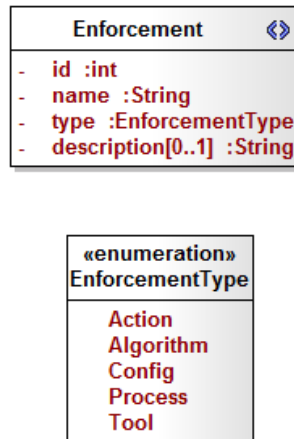 Enforcement
- id :int
- name :String
- type :EnforcementType
- description[0..1] :String
«enumeration»
EnforcementType
Action
Algorithm
Config
Process
Tool